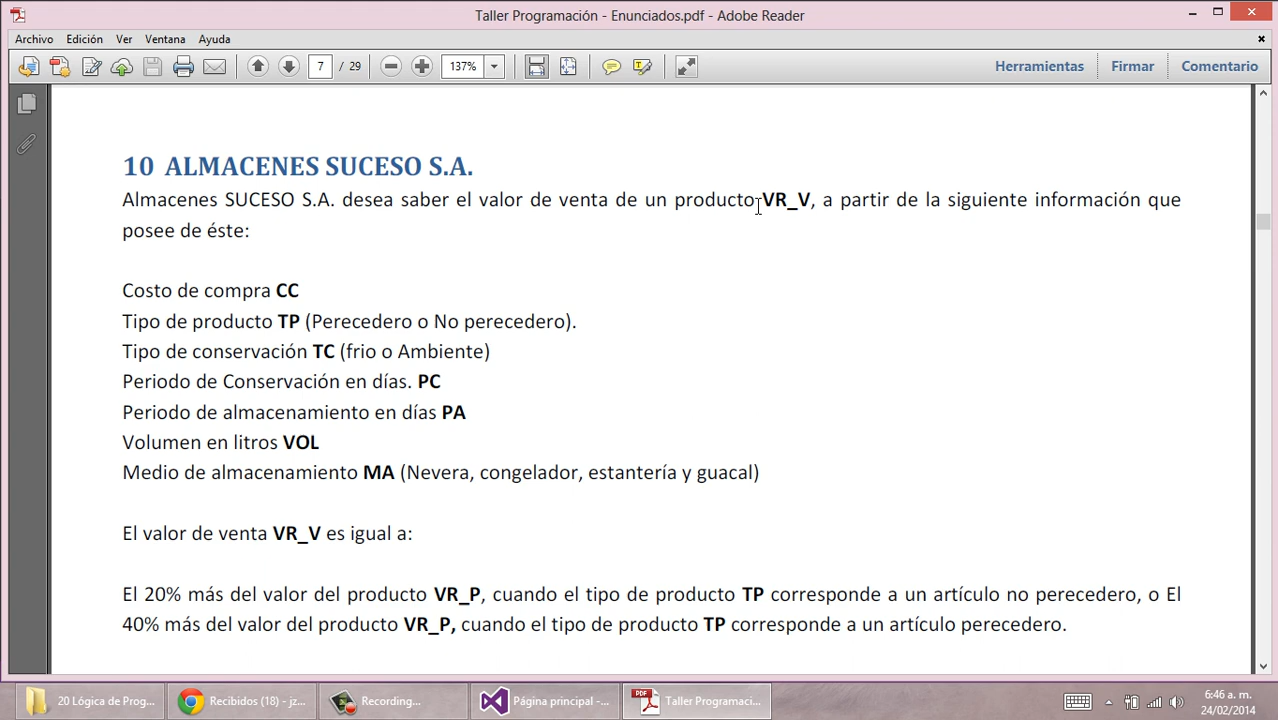 Taller Programación - Enunciados.pdf - Adobe Reader
Archivo Edición Ver Ventana Ayuda
7 / 29 137% Herramientas Firmar Comentario
10 ALMACENES SUCESO S.A.
Almacenes SUCESO S.A. desea saber el valor de venta de un producto VR_V, a partir de la siguiente información que
posee de éste:
Costo de compra CC
Tipo de producto TP (Perecedero o No perecedero).
Tipo de conservación TC (frio o Ambiente)
Periodo de Conservación en días. PC
Periodo de almacenamiento en días PA
Volumen en litros VOL
Medio de almacenamiento MA (Nevera, congelador, estantería y guacal)
El valor de venta VR_V es igual a:
El 20% más del valor del producto VR_P, cuando el tipo de producto TP corresponde a un artículo no perecedero, o El
40% más del valor del producto VR_P, cuando el tipo de producto TP corresponde a un artículo perecedero.
20 Lógica de Prog... Recibidos (18) - jz... Recording... Página principal -... Taller Programaci... 6:46 a. m.
24/02/2014